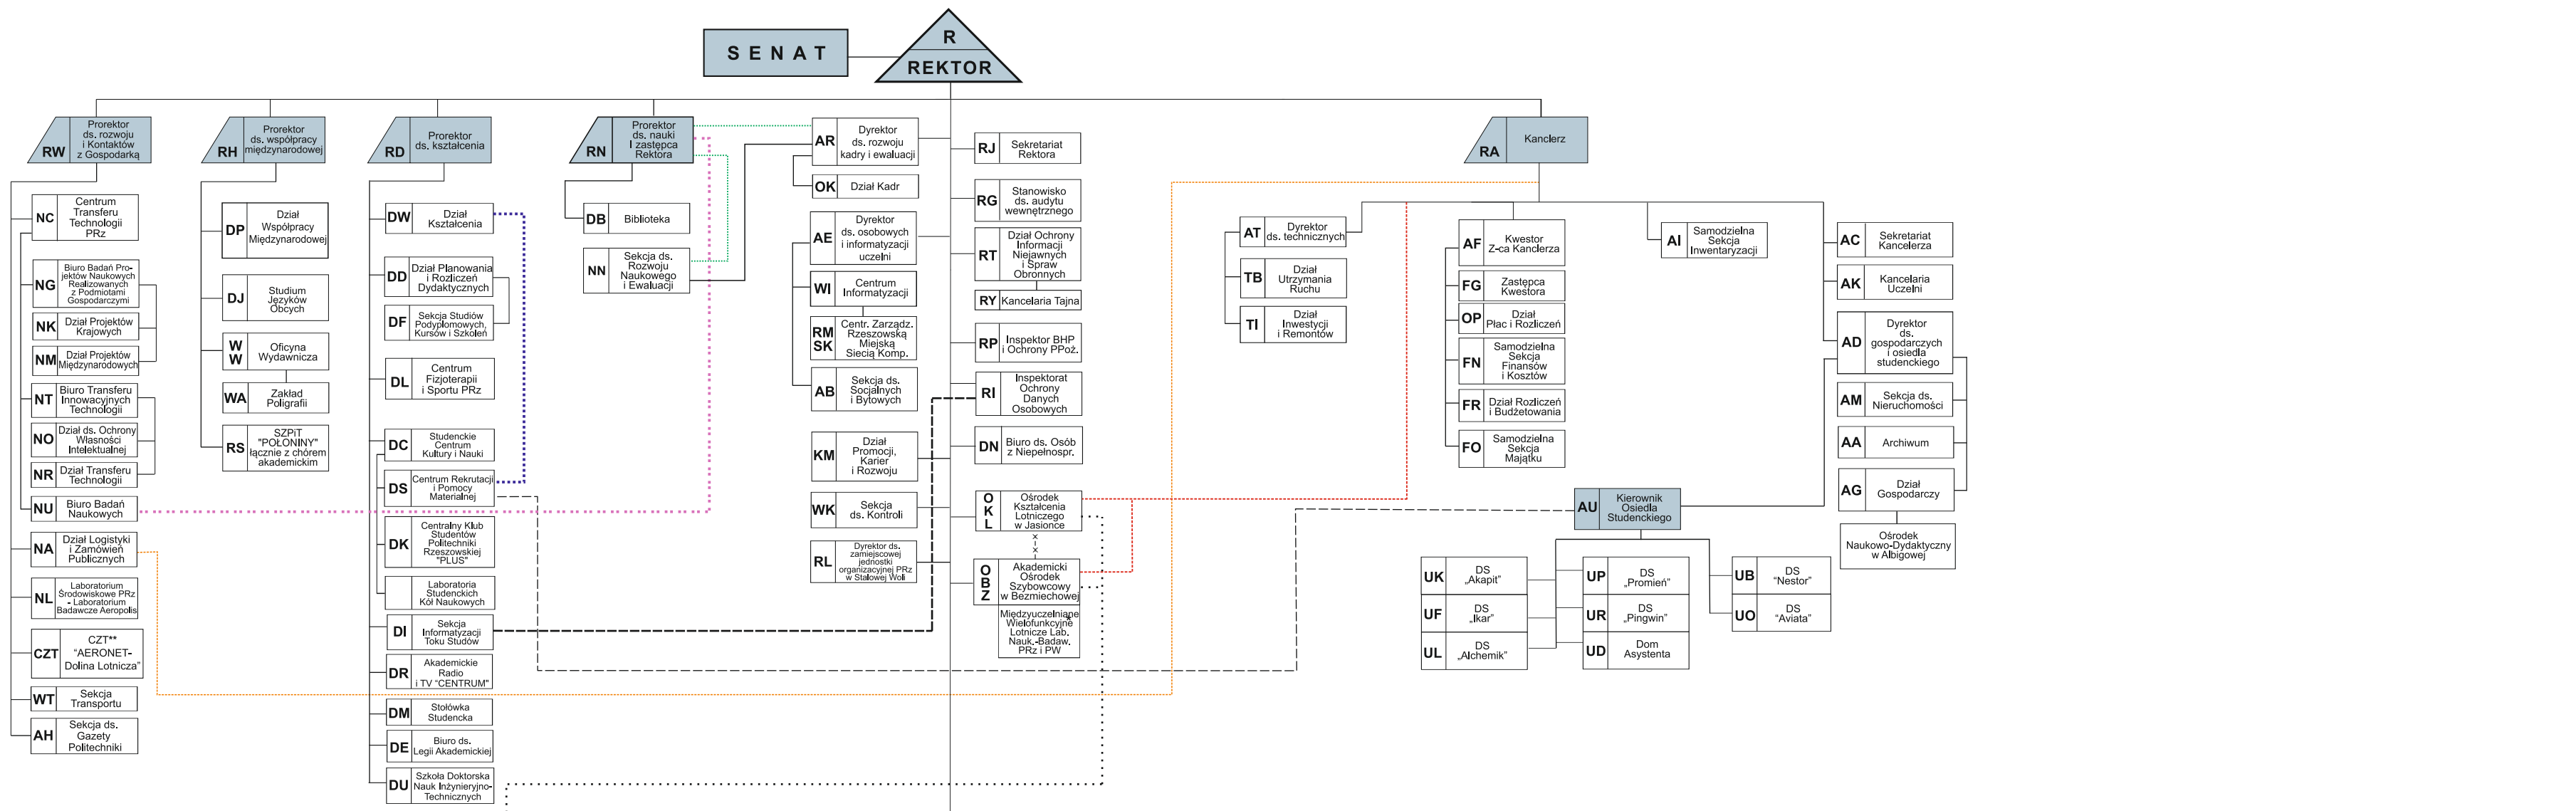 S E N A T
R
REKTOR
RW
Prorektor
ds. rozwoju
i Kontaktów
z Gospodarką
NC
Centrum
Transferu
Technologii
PRz
NG
Biuro Badań Pro-
jektów Naukowych
Realizowanych
z Podmiotami
Gospodarczymi
NK
Dział Projektów
Krajowych
NM
Dział Projektów
Międzynarodowych
NT
Biuro Transferu
Innowacyjnych
Technologii
NO
Dział ds. Ochrony
Własności
Intelektualnej
NR
Dział Transferu
Technologii
NU
Biuro Badań
Naukowych
NA
Dział Logistyki
i Zamówień
Publicznych
NL
Laboratorium
Środowiskowe PRz
- Laboratorium
Badawcze Aeropolis
CZT
CZT**
"AERONET-
Dolina Lotnicza"
WT
Sekcja
Transportu
AH
Sekcja ds.
Gazety
Politechniki
RH
Prorektor
ds. współpracy
międzynarodowej
DP
Dział
Współpracy
Międzynarodowej
DJ
Studium
Języków
Obcych
W
W
Oficyna
Wydawnicza
WA
Zakład
Poligrafii
RS
SZPiT
"POŁONINY"
łącznie z chórem
akademickim
RD
Prorektor
ds. kształcenia
DW
Dział
Kształcenia
DD
Dział Planowania
i Rozliczeń
Dydaktycznych
DF
Sekcja Studiów
Podyplomowych,
Kursów i Szkoleń
DL
Centrum
Fizjoterapii
i Sportu PRz
DC
Studenckie
Centrum
Kultury i Nauki
DS
Centrum Rekrutacji
i Pomocy
Materialnej
DK
Centralny Klub
Studentów
Politechniki
Rzeszowskiej
"PLUS"
Laboratoria
Studenckich
Kół Naukowych
DI
Sekcja
Informatyzacji
Toku Studów
DR
Akademickie
Radio
i TV "CENTRUM"
DM
Stołówka
Studencka
DE
Biuro ds.
Legii Akademickiej
DU
Szkoła Doktorska
Nauk Inżynieryjno-
Technicznych
RN
Prorektor
ds. nauki
I zastępca
Rektora
DB
Biblioteka
NN
Sekcja ds.
Rozwoju
Naukowego
i Ewaluacji
AR
Dyrektor
ds. rozwoju
kadry i ewaluacji
OK
Dział Kadr
AE
Dyrektor
ds. osobowych
i informatyzacji
uczelni
WI
Centrum
Informatyzacji
RM
SK
Centr. Zarządz.
Rzeszowską
Miejską
Siecią Komp.
AB
Sekcja ds.
Socjalnych
i Bytowych
KM
Dział
Promocji,
Karier
i Rozwoju
WK
Sekcja
ds. Kontroli
RL
Dyrektor ds.
zamiejscowej
jednostki
organizacyjnej PRz
w Stalowej Woli
RJ
Sekretariat
Rektora
RG
Stanowisko
ds. audytu
wewnętrznego
RT
Dział Ochrony
Informacji
Niejawnych
i Spraw
Obronnych
RY
Kancelaria Tajna
RP
Inspektor BHP
i Ochrony PPoż.
RI
Inspektorat
Ochrony
Danych
Osobowych
DN
Biuro ds. Osób
z Niepełnospr.
O
K
L
Ośrodek
Kształcenia
Lotniczego
w Jasionce
O
B
Z
Akademicki
Ośrodek
Szybowcowy
w Bezmiechowej
Międzyuczelniane
Wielofunkcyjne
Lotnicze Lab.
Nauk.-Badaw.
PRz i PW
RA
Kanclerz
AT
Dyrektor
ds. technicznych
TB
Dział
Utrzymania
Ruchu
TI
Dział
Inwestycji
i Remontów
AF
Kwestor
Z-ca Kanclerza
FG
Zastępca
Kwestora
OP
Dział
Płac i Rozliczeń
FN
Samodzielna
Sekcja
Finansów
i Kosztów
FR
Dział Rozliczeń
i Budżetowania
FO
Samodzielna
Sekcja
Majątku
AI
Samodzielna
Sekcja
Inwentaryzacji
AC
Sekretariat
Kancelerza
AK
Kancelaria
Uczelni
AD
Dyrektor
ds.
gospodarczych
i osiedla
studenckiego
AM
Sekcja ds.
Nieruchomości
AA
Archiwum
AG
Dział
Gospodarczy
Ośrodek
Naukowo-Dydaktyczny
w Albigowej
AU
Kierownik
Osiedla
Studenckiego
UK
DS
„Akapit”
UF
DS
„Ikar”
UL
DS
„Alchemik”
UP
DS
„Promień”
UR
DS
„Pingwin”
UD
Dom
Asystenta
UB
DS
“Nestor”
UO
DS
“Aviata”